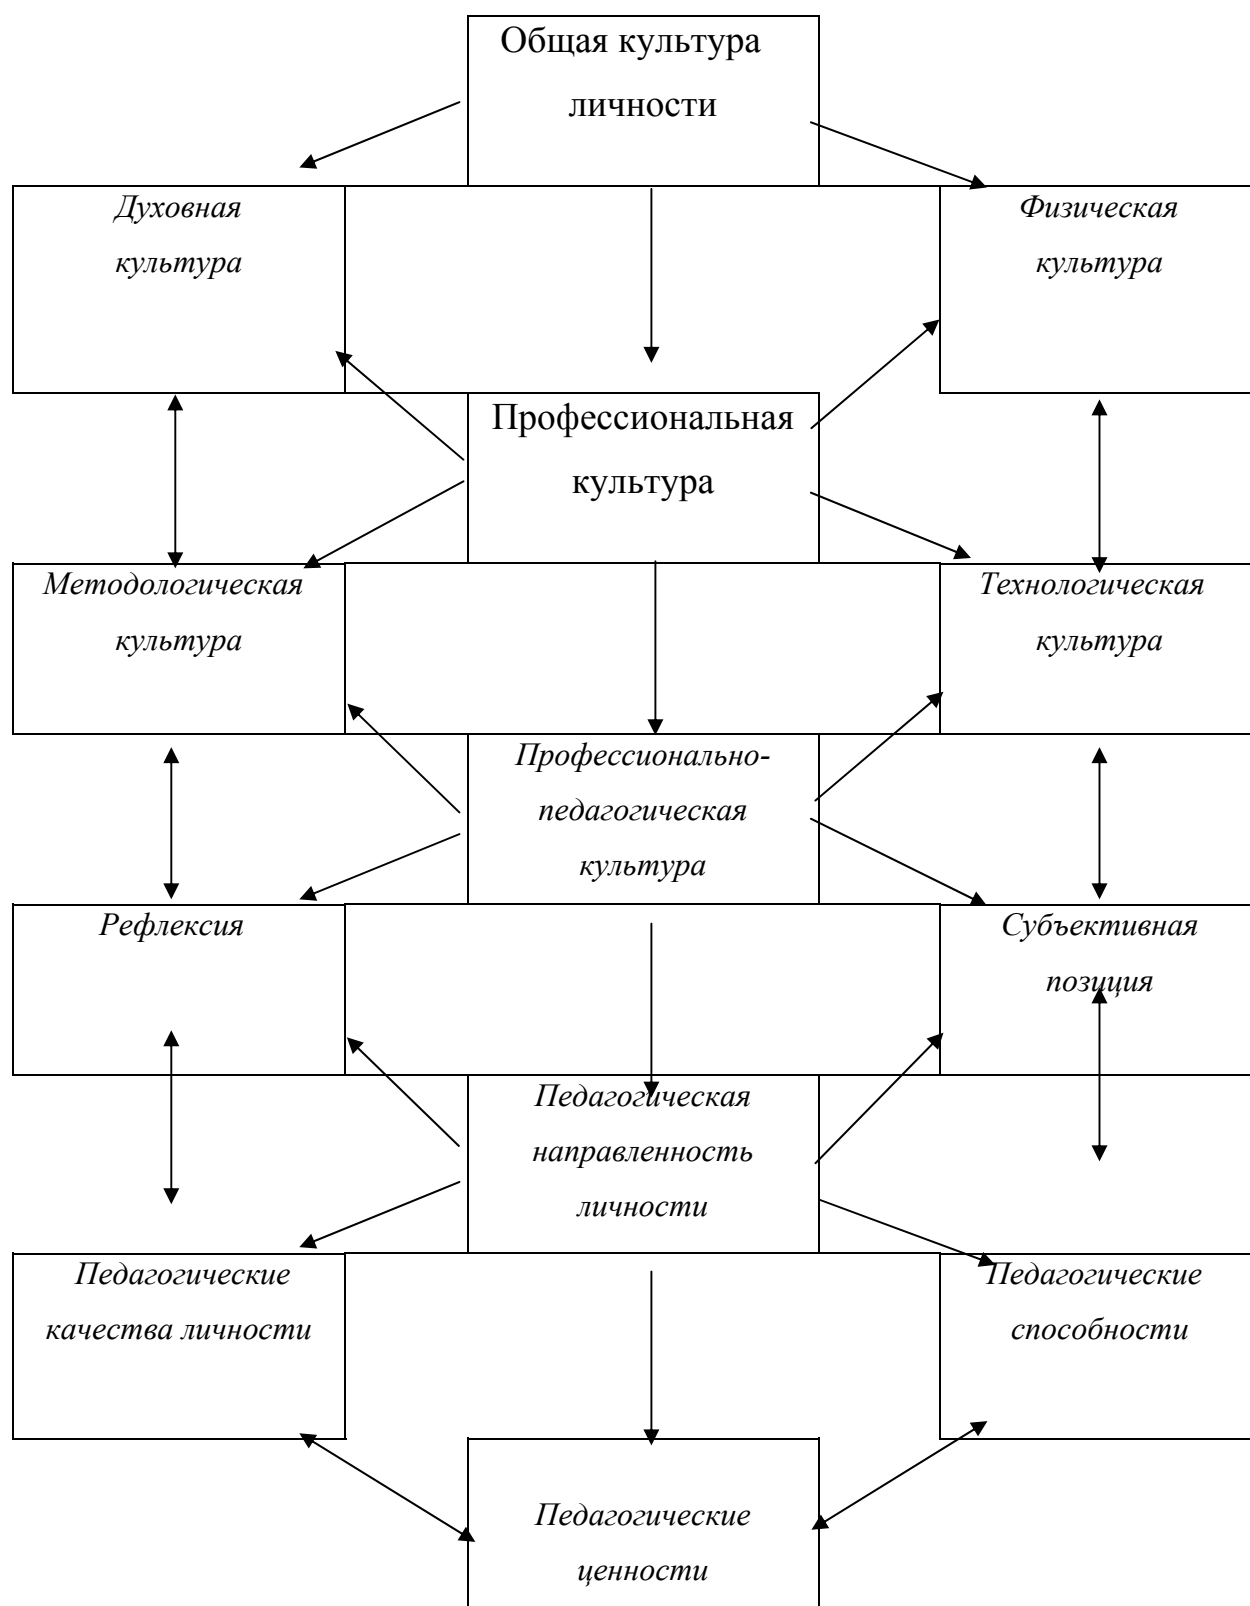 Общая культура
личности
Духовная
культура
Физическая
культура
Профессиональная
культура
Методологическая
культура
Технологическая
культура
Профессионально-
педагогическая
культура
Рефлексия
Субъективная
позиция
Педагогическая
направленность
личности
Педагогические
качества личности
Педагогические
способности
Педагогические
ценности